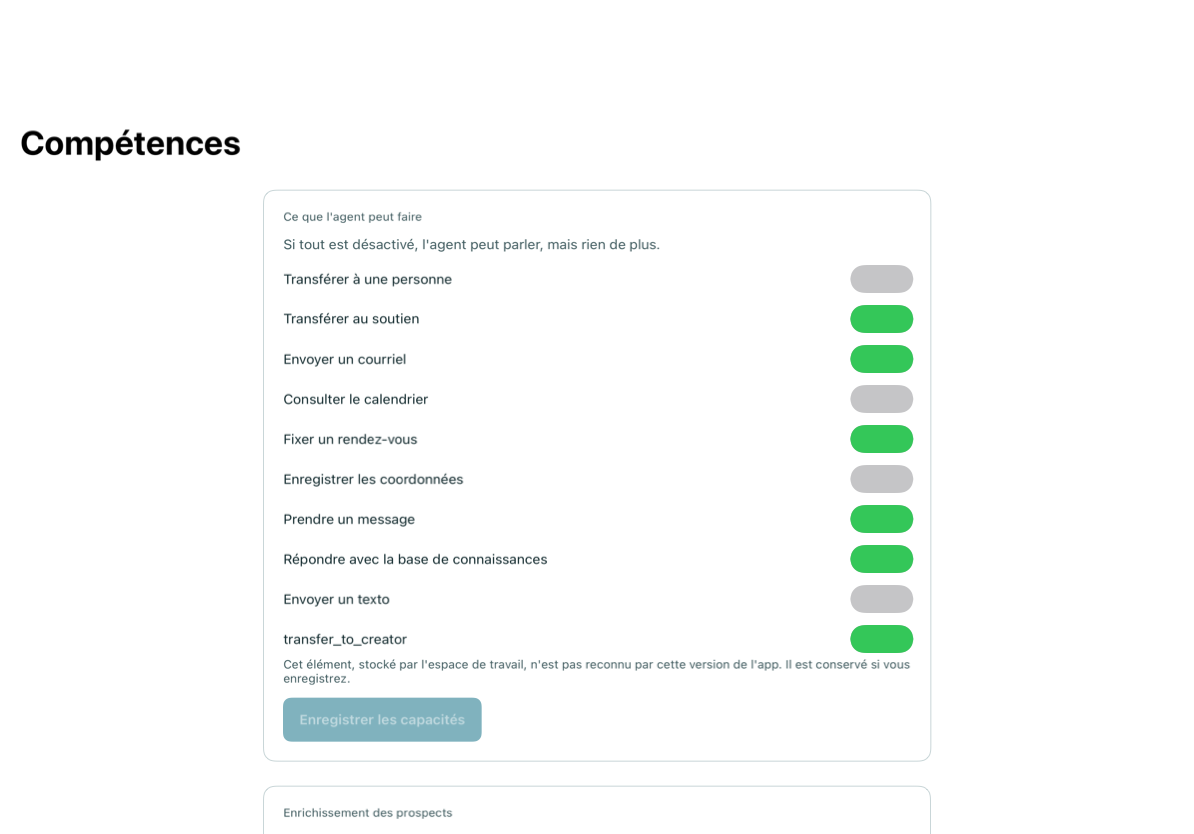 Compétences
Ce que l'agent peut faire
Si tout est désactivé, l'agent peut parler, mais rien de plus.
Transférer à une personne
Transférer au soutien
Envoyer un courriel
Consulter le calendrier
Fixer un rendez-vous
Enregistrer les coordonnées
Prendre un message
Répondre avec la base de connaissances
Envoyer un texto
transfer_to_creator
Cet élément, stocké par l'espace de travail, n'est pas reconnu par cette version de l'app. Il est conservé si vous
enregistrez.
Enregistrer les capacités
Enrichissement des prospects